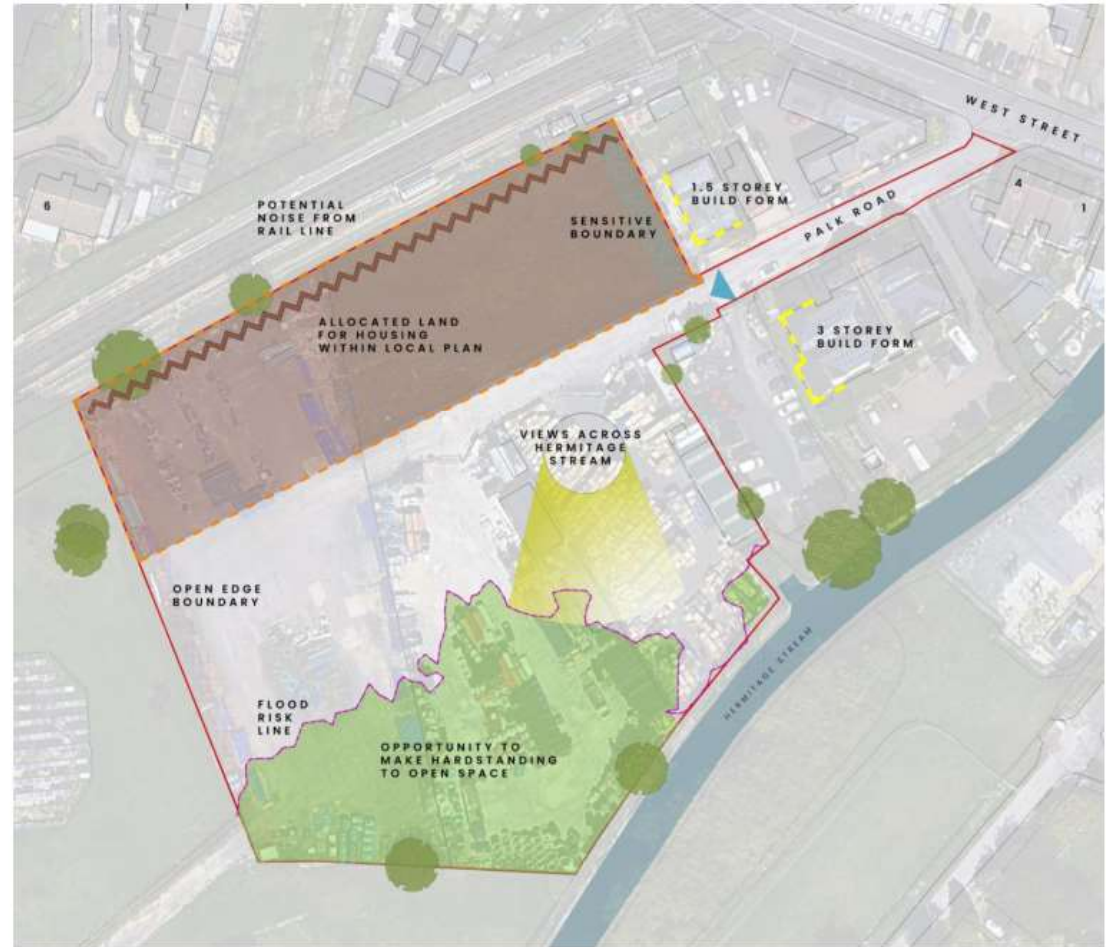 WEST STREET
4
1
1.5 STOREY
BUILD FORM
PALK ROAD
6
POTENTIAL
NOISE FROM
RAIL LINE
SENSITIVE
BOUNDARY
ALLOCATED LAND
FOR HOUSING
WITHIN LOCAL PLAN
3 STOREY
BUILD FORM
VIEWS ACROSS
HERMITAGE
STREAM
OPEN EDGE
BOUNDARY
HERMITAGE STREAM
FLOOD
RISK
LINE
OPPORTUNITY TO
MAKE HARDSTANDING
TO OPEN SPACE